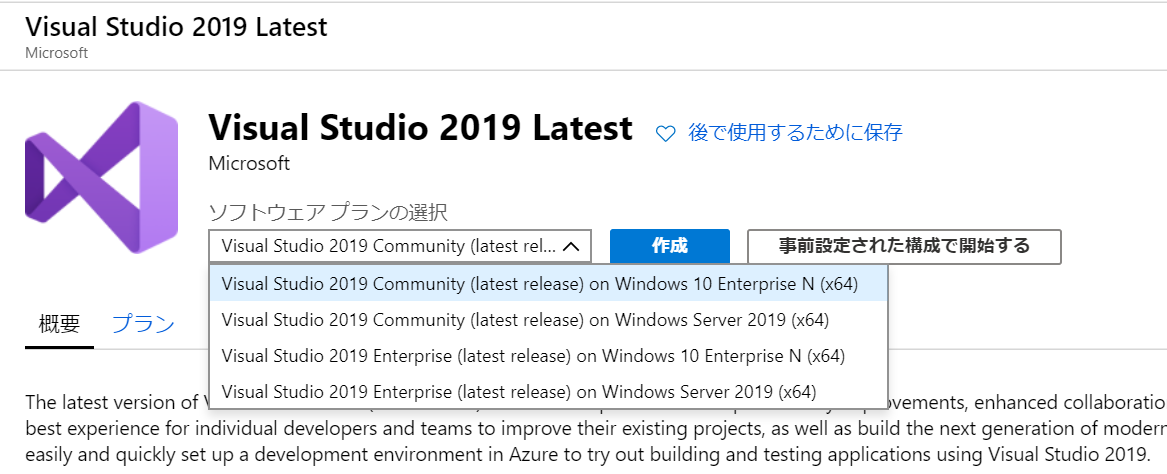 Visual Studio 2019 Latest
Microsoft
Visual Studio 2019 Latest
後で使用するために保存
Microsoft
ソフトウェア プランの選択
Visual Studio 2019 Community (latest rel...
作成
事前設定された構成で開始する
Visual Studio 2019 Community (latest release) on Windows 10 Enterprise N (x64)
Visual Studio 2019 Community (latest release) on Windows Server 2019 (x64)
Visual Studio 2019 Enterprise (latest release) on Windows 10 Enterprise N (x64)
Visual Studio 2019 Enterprise (latest release) on Windows Server 2019 (x64)
概要
プラン
The latest version of enhanced collaboratio
best experience for individual developers and teams to improve their existing projects, as well as build the next generation of modern
easily and quickly set up a development environment in Azure to try out building and testing applications using Visual Studio 2019.